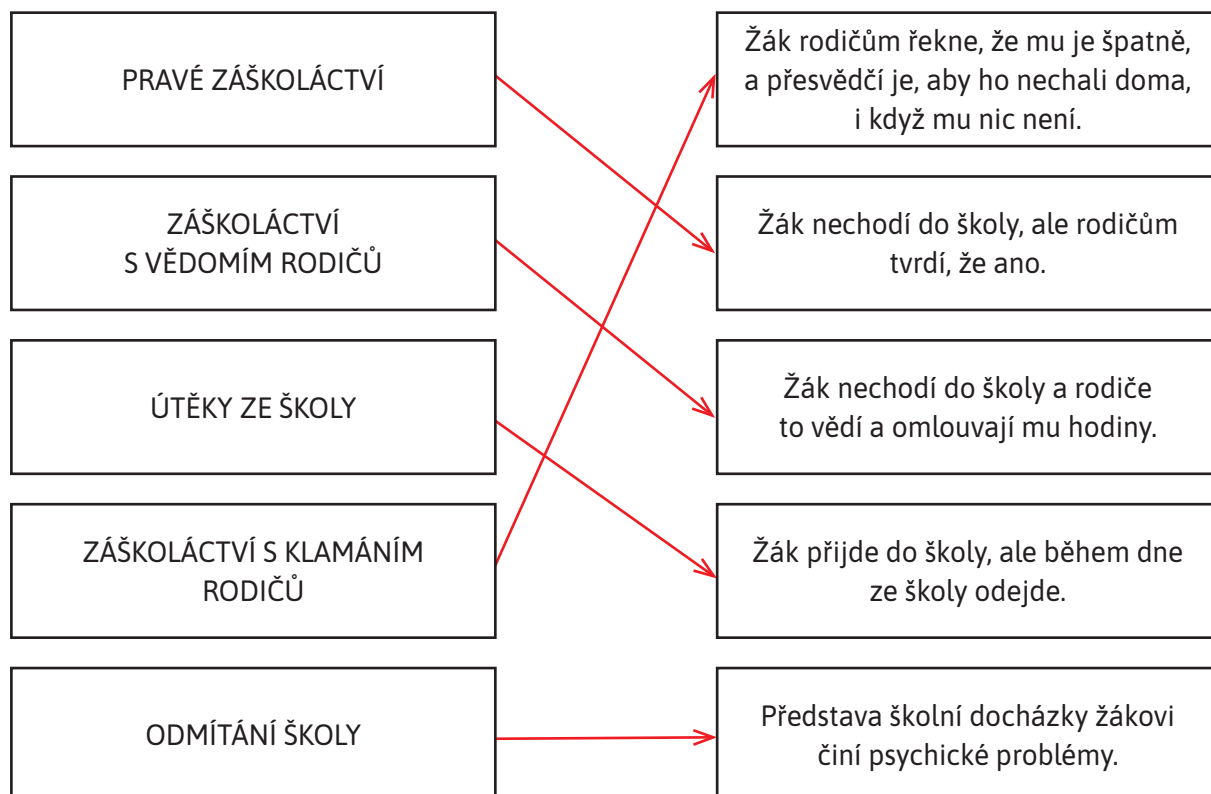 PRAVÉ ZÁŠKOLÁCTVÍ
Žák rodičům řekne, že mu je špatně,
a přesvědčí je, aby ho nechali doma,
i když mu nic není.
ZÁŠKOLÁCTVÍ
S VĚDOMÍM RODIČŮ
Žák nechodí do školy, ale rodičům
tvrdí, že ano.
ÚTĚKY ZE ŠKOLY
Žák nechodí do školy a rodiče
to vědí a omlouvají mu hodiny.
ZÁŠKOLÁCTVÍ S KLAMÁNÍM
RODIČŮ
Žák přijde do školy, ale během dne
ze školy odejde.
ODMÍTÁNÍ ŠKOLY
Představa školní docházky žákovi
činí psychické problémy.